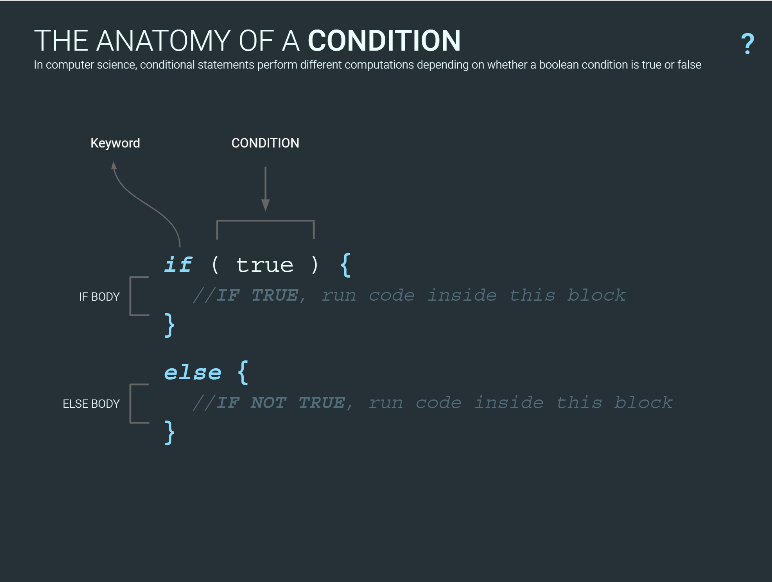 THE ANATOMY OF A CONDITION
?
In computer science, conditional statements perform different computations depending on whether a boolean condition is true or false
Keyword
CONDITION
if ( true ) {
IF BODY
//IF TRUE, run code inside this block
}
else {
ELSE BODY
//IF NOT TRUE, run code inside this block
}